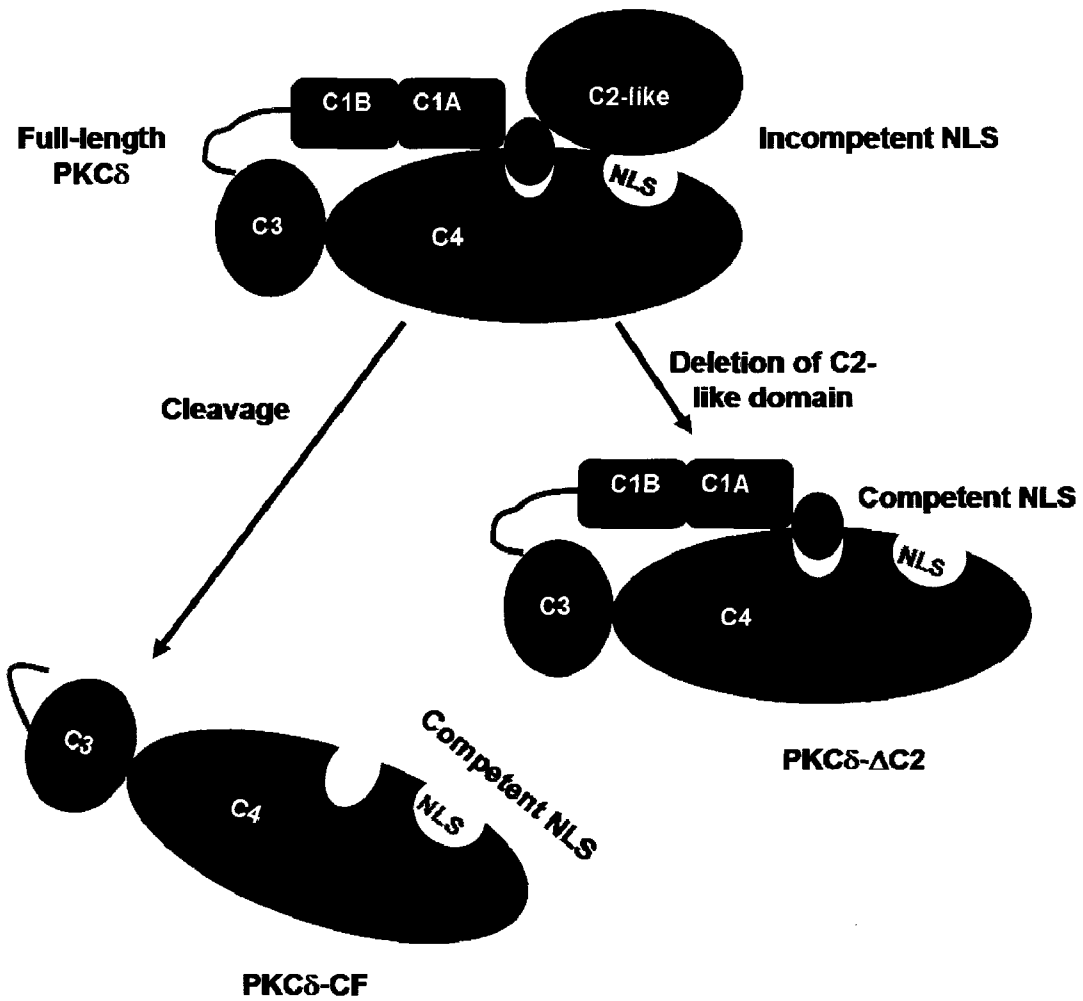 C1B C1A
C2-like
Full-length
PKCδ
Incompetent NLS
NLS
C3
C4
Cleavage
Deletion of C2-
like domain
C1B C1A
Competent NLS
NLS
C3
C4
PKCδ-ΔC2
C3
C4
NLS
Competent NLS
PKCδ-CF